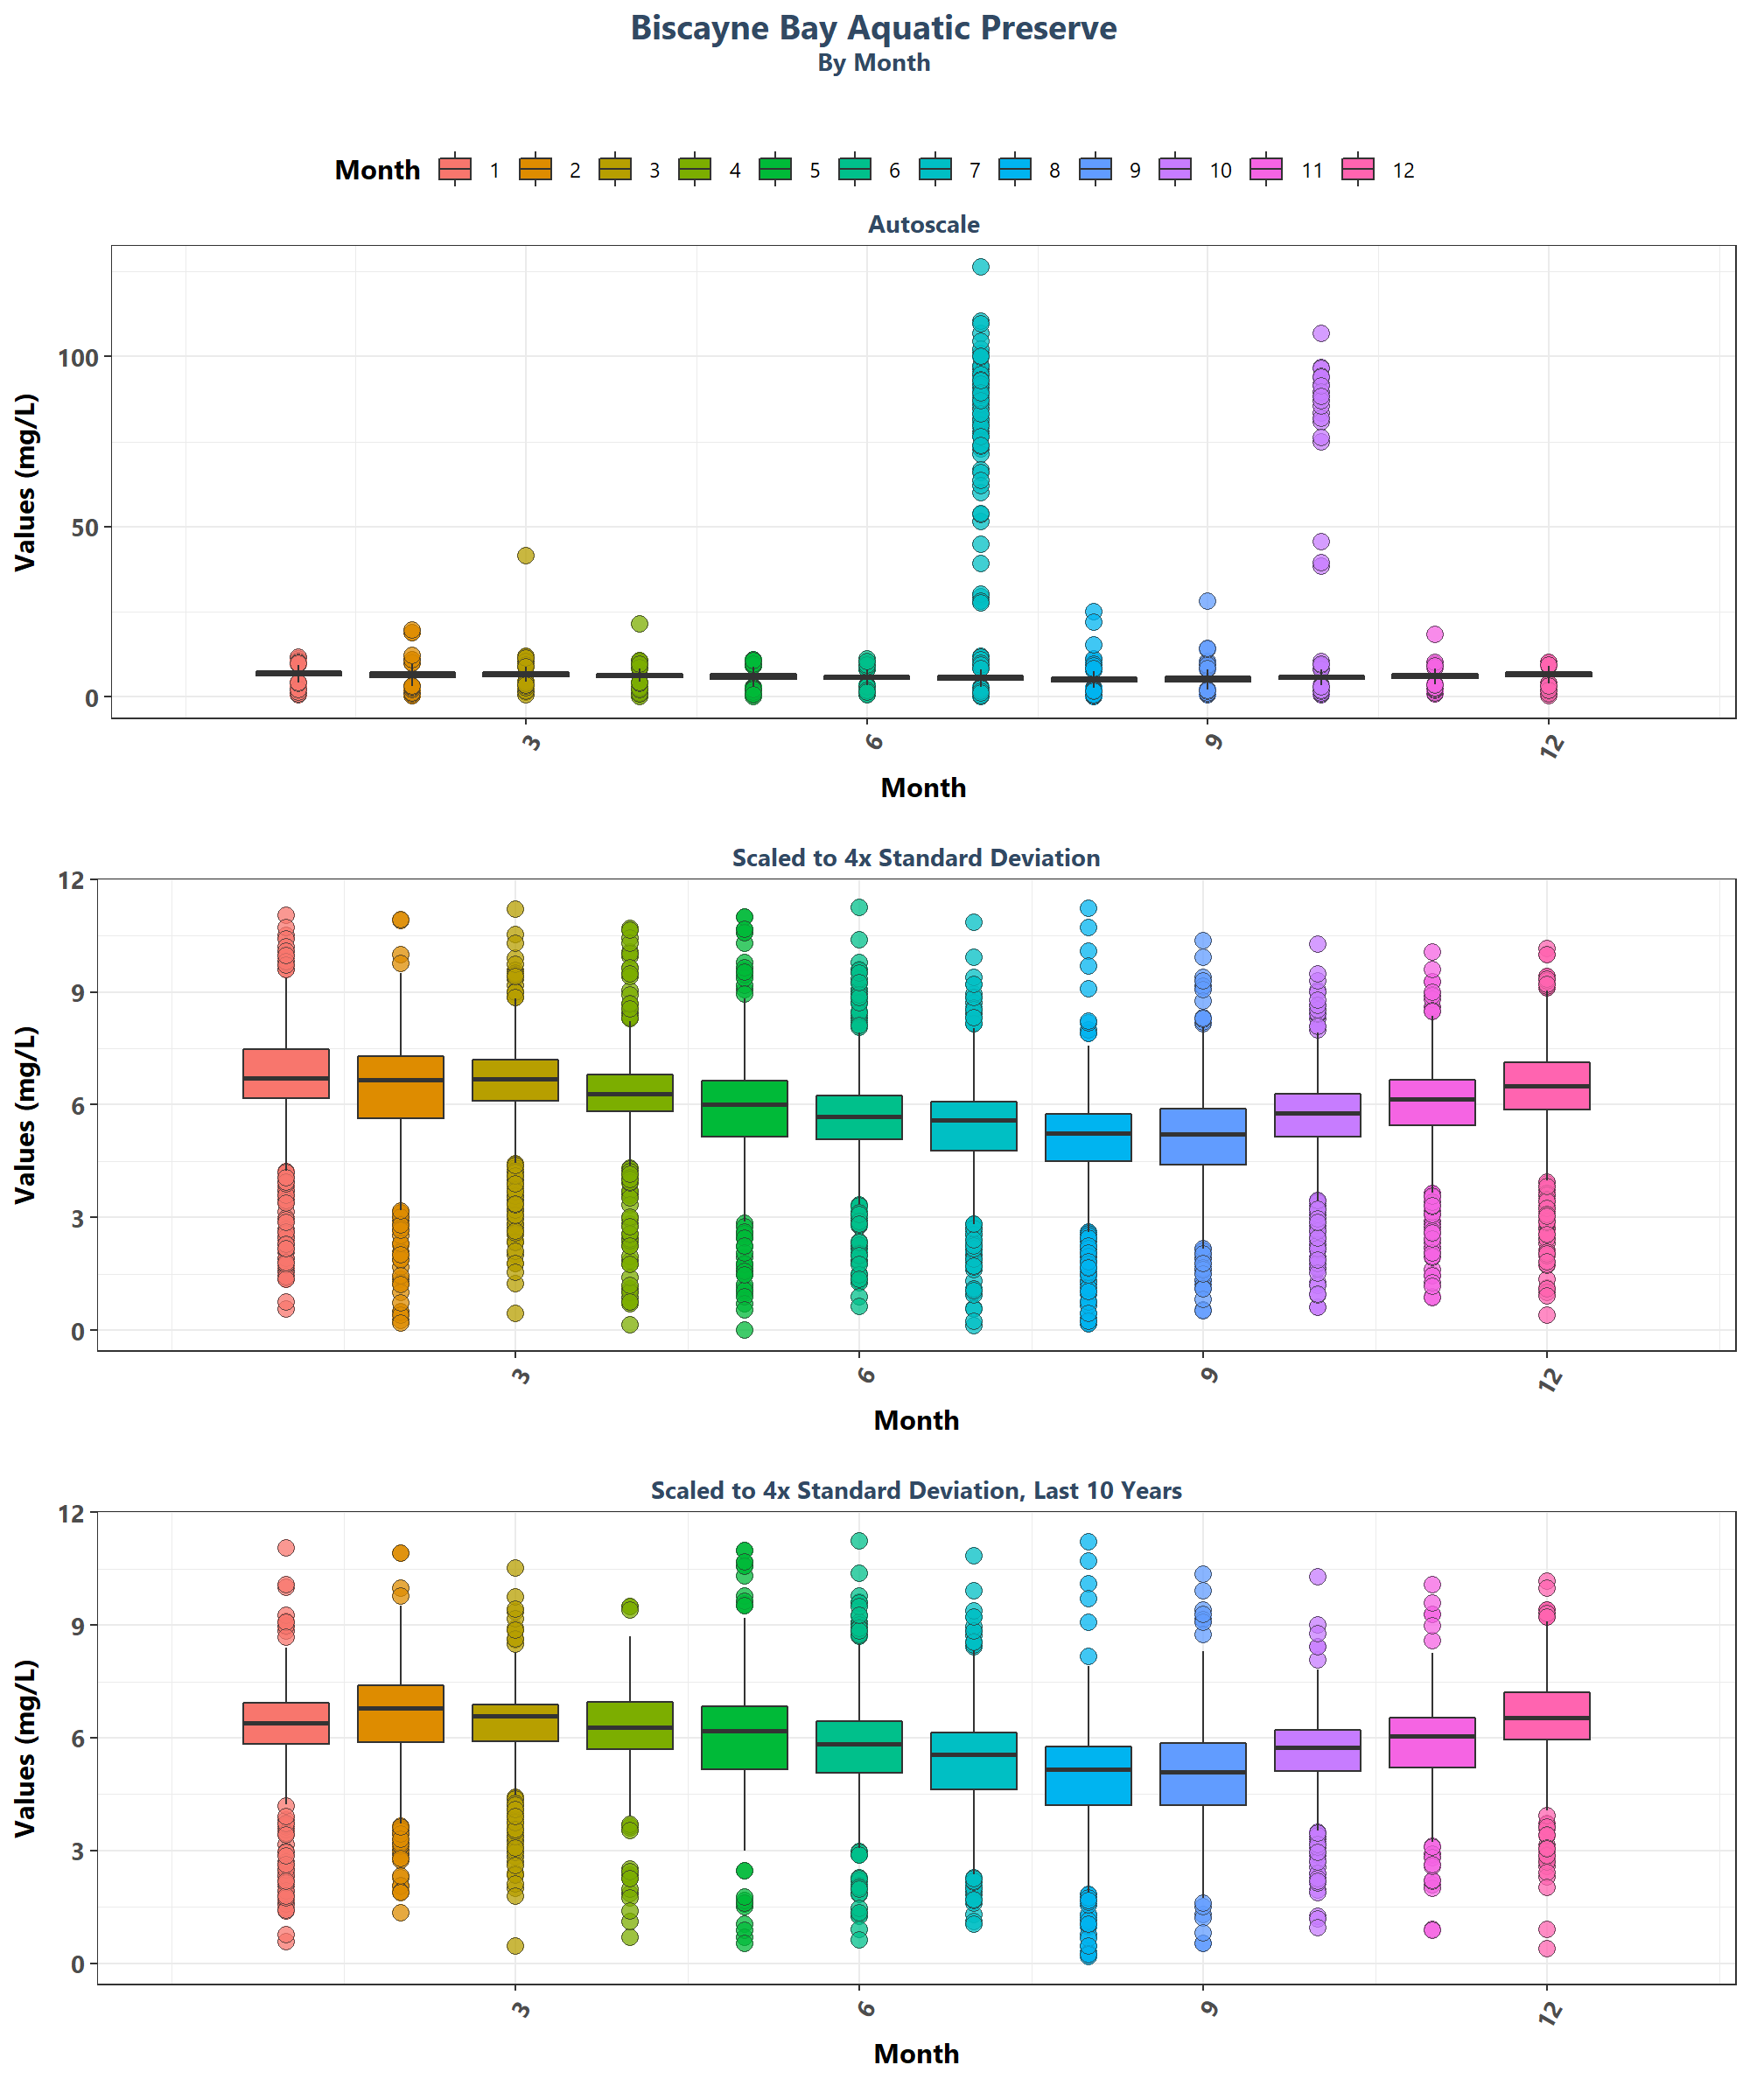 Biscayne Bay Aquatic Preserve
By Month
Month 1 2 3 4 5 6 7 8 9 10 11 12
Autoscale
Values (mg/L)
100
50
0
3 6 9 12
Month
Scaled to 4x Standard Deviation
Values (mg/L)
12
9
6
3
0
3 6 9 12
Month
Scaled to 4x Standard Deviation, Last 10 Years
Values (mg/L)
12
9
6
3
0
3 6 9 12
Month